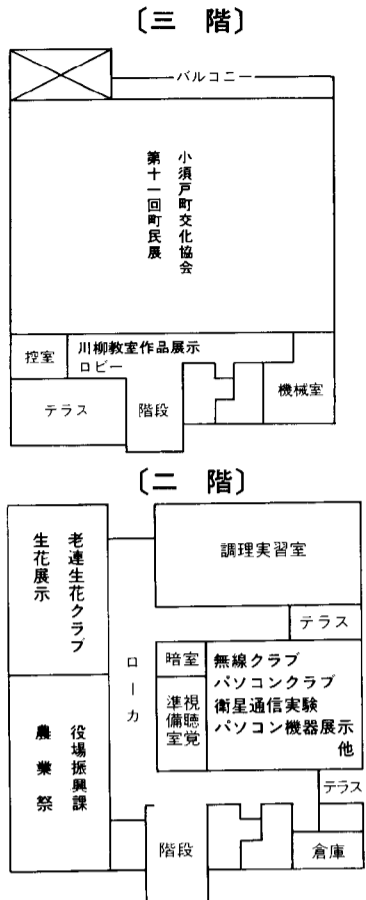 〔三 階〕
バルコニー
小須戸町交化協会
第十一回町民展
川柳教室作品展示
控室
ロビー
機械室
テラス
階段
〔二 階〕
老連生花クラブ
生花展示
調理実習室
テラス
ローカ
暗室
無線クラブ
パソコンクラブ
衛星通信実験
パソコン機器展示
他
視聴覚
準備室
役場振興課
農業祭
テラス
階段
倉庫